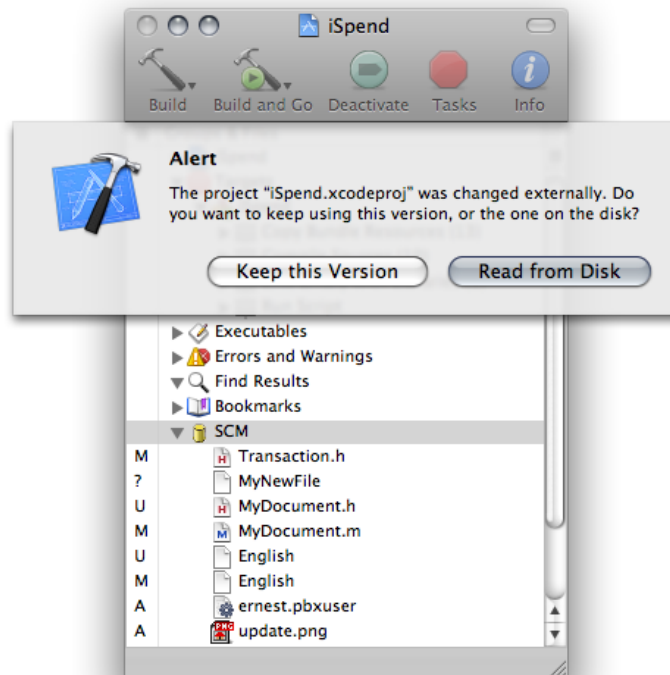 iSpend
Build
Build and Go
Deactivate
Tasks
Info
Alert
The project “iSpend.xcodeproj” was changed externally. Do
you want to keep using this version, or the one on the disk?
Keep this Version
Read from Disk
Executables
Errors and Warnings
Find Results
Bookmarks
SCM
M Transaction.h
? MyNewFile
U MyDocument.h
M MyDocument.m
U English
M English
A ernest.pbxuser
A update.png